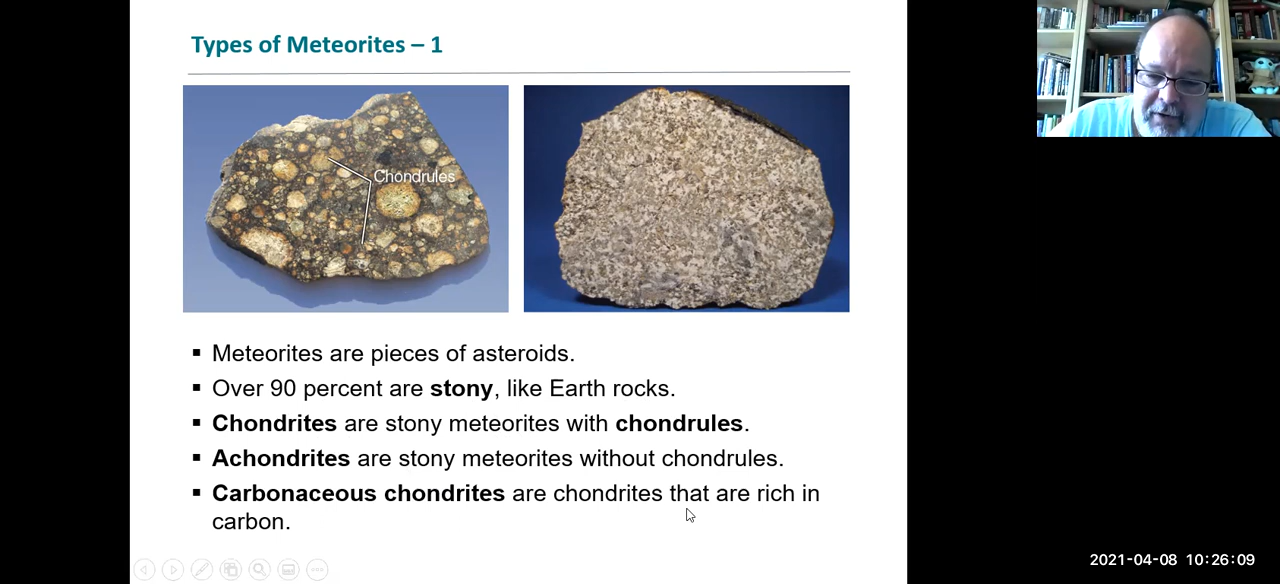 Types of Meteorites – 1
Chondrules
▪ Meteorites are pieces of asteroids.
▪ Over 90 percent are stony, like Earth rocks.
▪ Chondrites are stony meteorites with chondrules.
▪ Achondrites are stony meteorites without chondrules.
▪ Carbonaceous chondrites are chondrites that are rich in
carbon.
2021-04-08 10:26:09